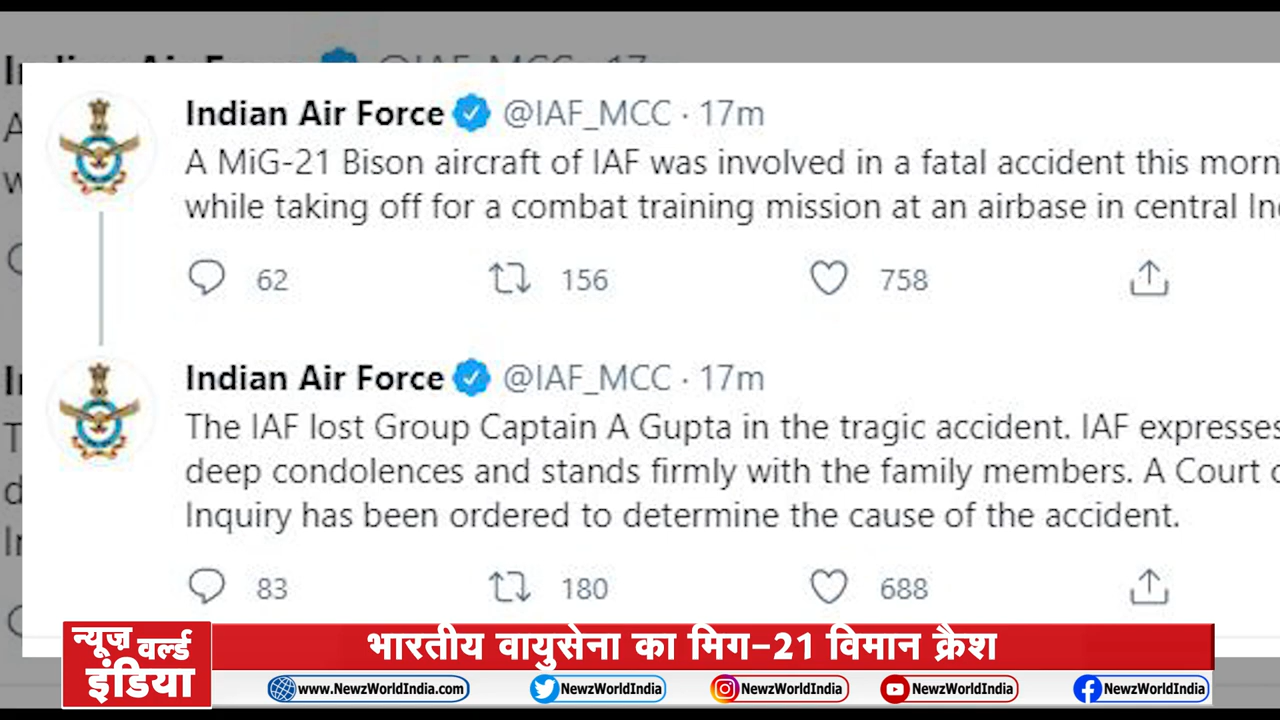 Indian Air Force @IAF_MCC · 17m
A MiG-21 Bison aircraft of IAF was involved in a fatal accident this morn
while taking off for a combat training mission at an airbase in central In
62 156 758
Indian Air Force @IAF_MCC · 17m
The IAF lost Group Captain A Gupta in the tragic accident. IAF expresses
deep condolences and stands firmly with the family members. A Court o
Inquiry has been ordered to determine the cause of the accident.
83 180 688
न्यूज़ वर्ल्ड
इंडिया
भारतीय वायुसेना का मिग-21 विमान क्रैश
www.NewzWorldIndia.com NewzWorldIndia NewzWorldIndia NewzWorldIndia NewzWorldIndia